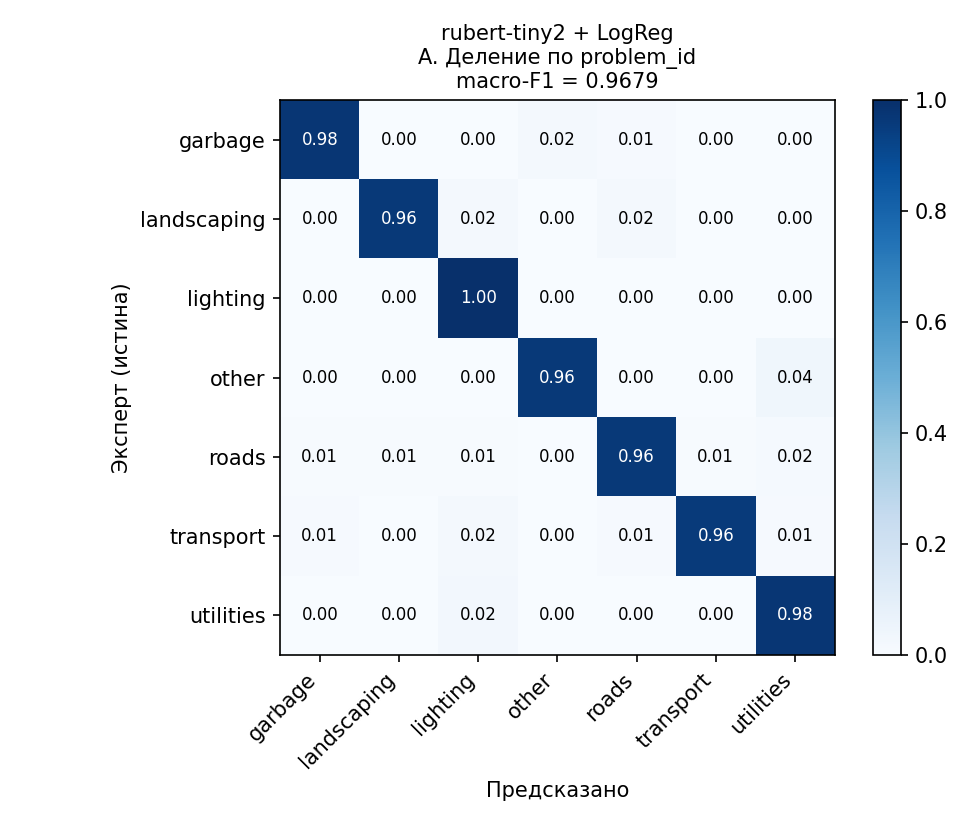 rubert-tiny2 + LogReg
А. Деление по problem_id
macro-F1 = 0.9679
garbage 0.98 0.00 0.00 0.02 0.01 0.00 0.00
landscaping 0.00 0.96 0.02 0.00 0.02 0.00 0.00
lighting 0.00 0.00 1.00 0.00 0.00 0.00 0.00
other 0.00 0.00 0.00 0.96 0.00 0.00 0.04
roads 0.01 0.01 0.01 0.00 0.96 0.01 0.02
transport 0.01 0.00 0.02 0.00 0.01 0.96 0.01
utilities 0.00 0.00 0.02 0.00 0.00 0.00 0.98
garbage landscaping lighting other roads transport utilities
Предсказано
Эксперт (истина)
1.0
0.8
0.6
0.4
0.2
0.0